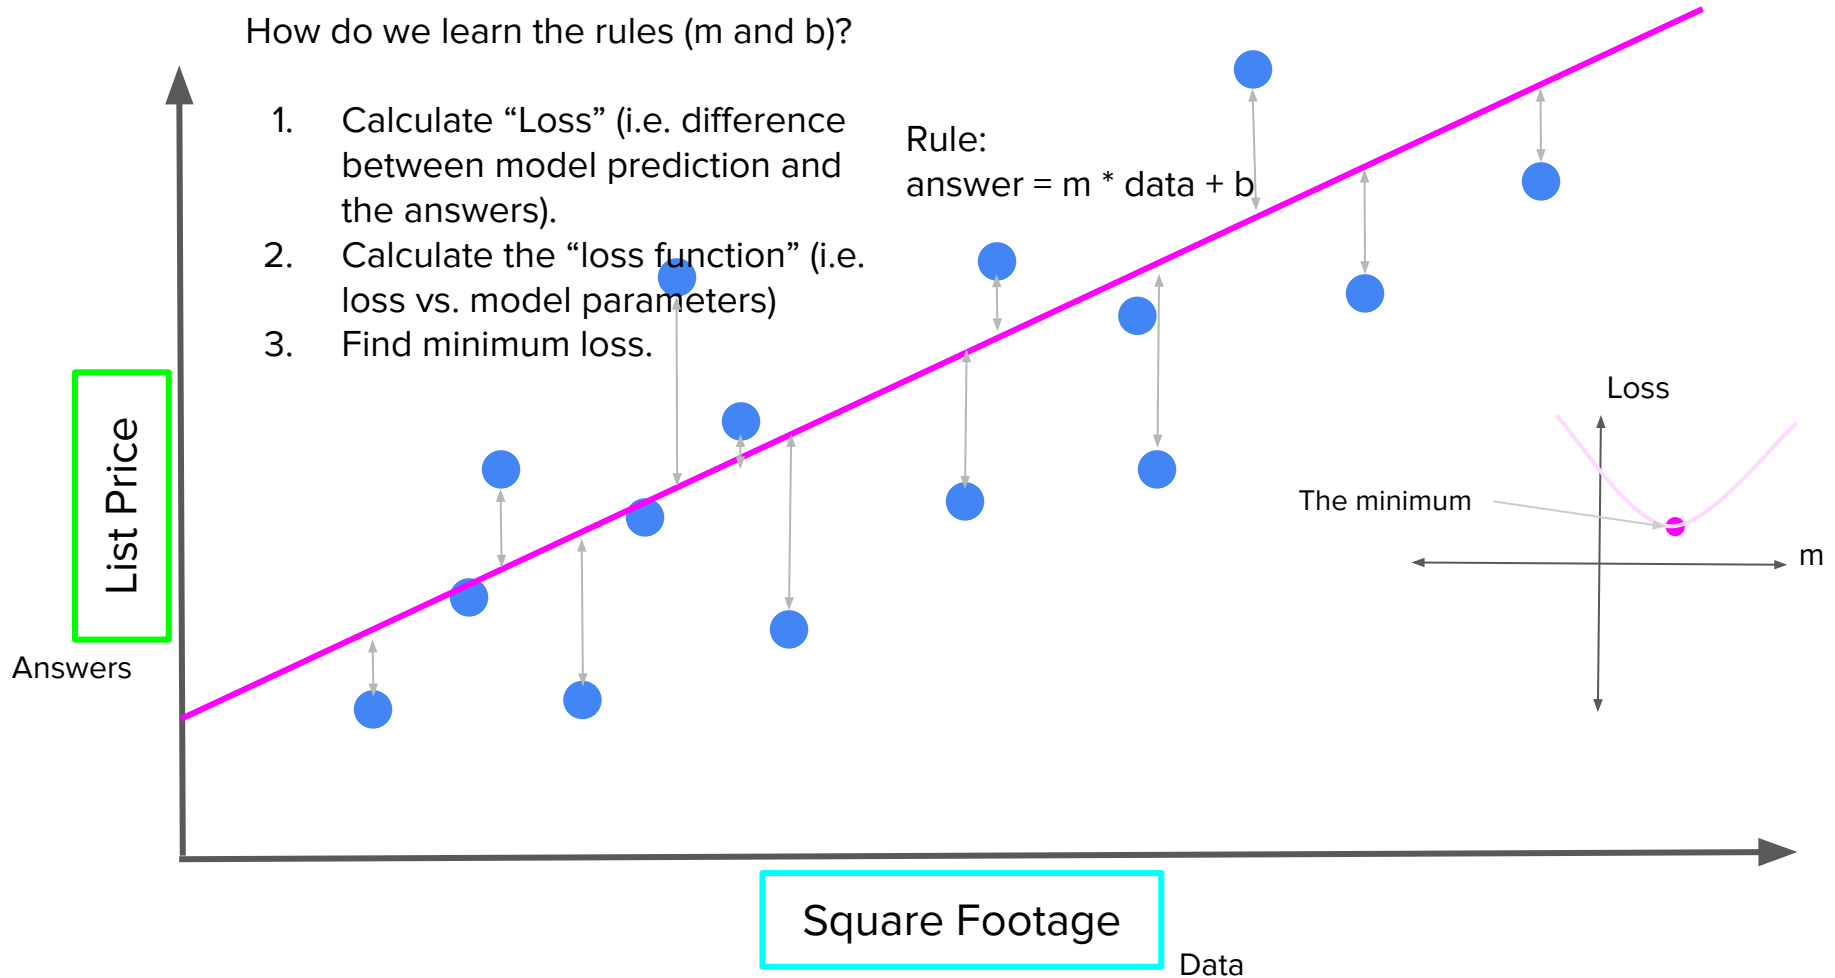 How do we learn the rules (m and b)?
1. Calculate “Loss” (i.e. difference
between model prediction and
the answers).
2. Calculate the “loss function” (i.e.
loss vs. model parameters)
3. Find minimum loss.
Rule:
answer = m * data + b
List Price
Answers
Loss
The minimum
m
Square Footage
Data